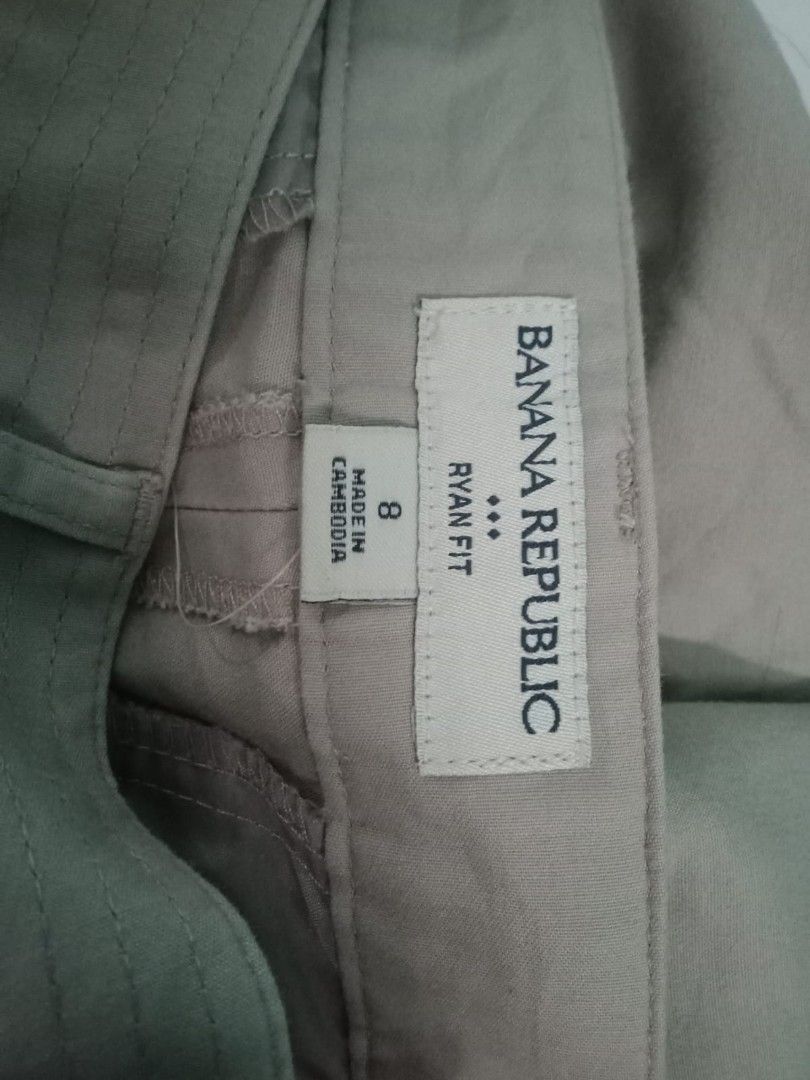 BANANA REPUBLIC
RYAN FIT
8
MADE IN
CAMBODIA